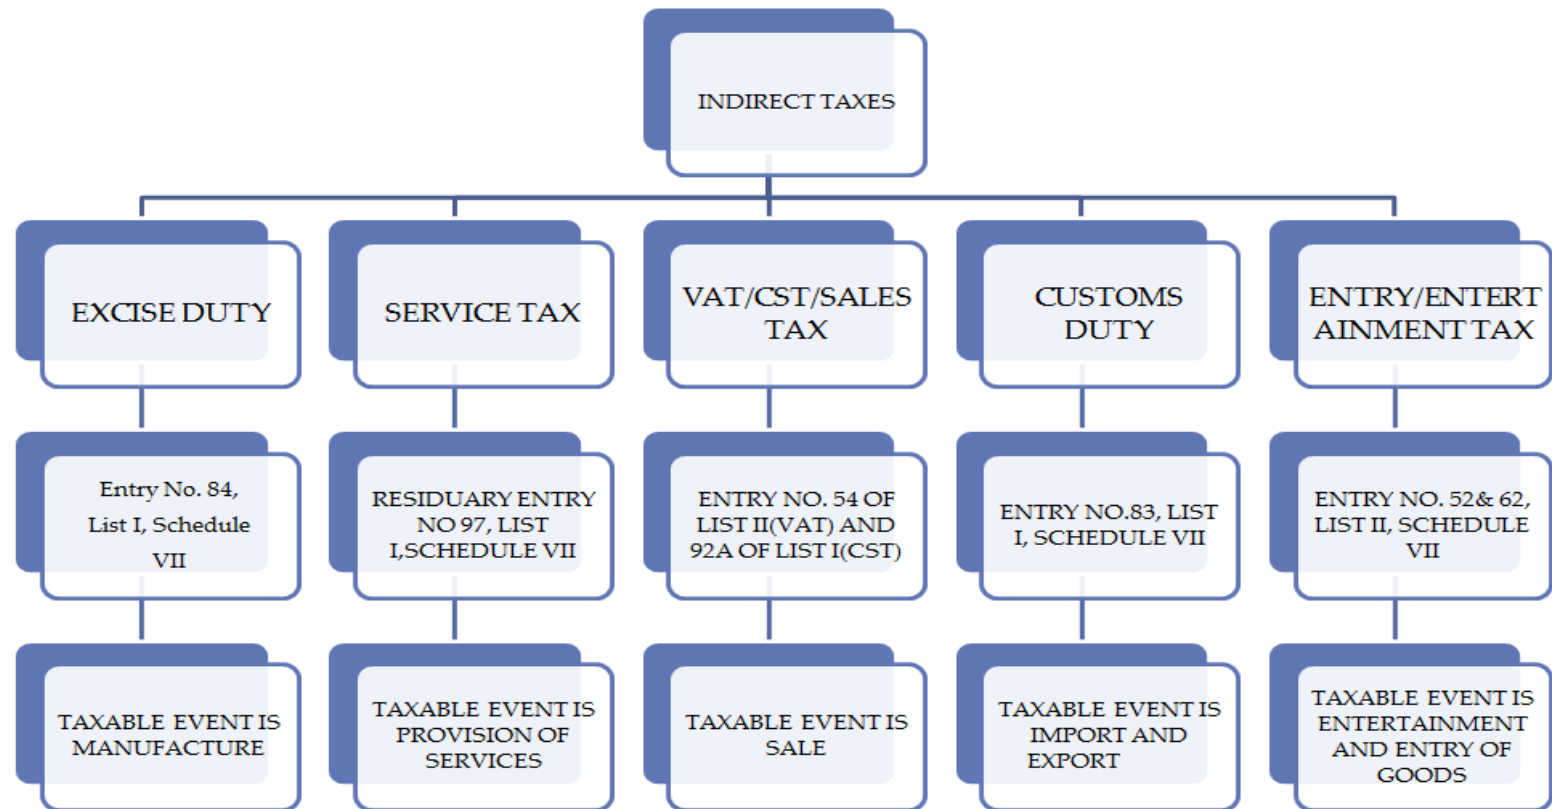 INDIRECT TAXES
EXCISE DUTY
SERVICE TAX
VAT/CST/SALES
TAX
CUSTOMS
DUTY
ENTRY/ENTERT
AINMENT TAX
Entry No. 84,
List I, Schedule
VII
RESIDUARY ENTRY
NO 97, LIST
I,SCHEDULE VII
ENTRY NO. 54 OF
LIST II(VAT) AND
92A OF LIST I(CST)
ENTRY NO.83, LIST
I, SCHEDULE VII
ENTRY NO. 52& 62,
LIST II, SCHEDULE
VII
TAXABLE EVENT IS
MANUFACTURE
TAXABLE EVENT IS
PROVISION OF
SERVICES
TAXABLE EVENT IS
SALE
TAXABLE EVENT IS
IMPORT AND
EXPORT
TAXABLE EVENT IS
ENTERTAINMENT
AND ENTRY OF
GOODS